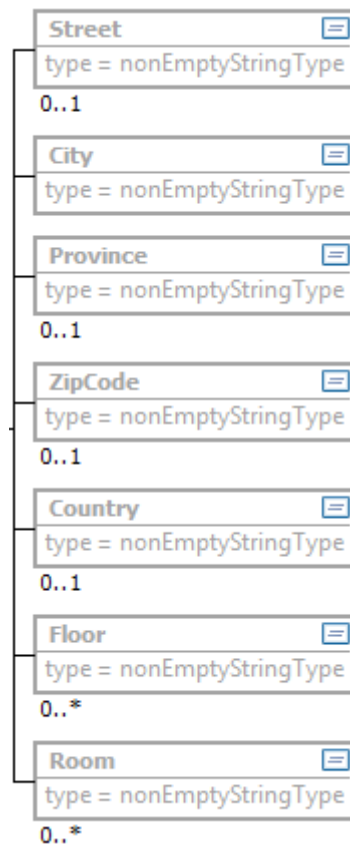 Street
type = nonEmptyStringType
0..1
City
type = nonEmptyStringType
Province
type = nonEmptyStringType
0..1
ZipCode
type = nonEmptyStringType
0..1
Country
type = nonEmptyStringType
0..1
Floor
type = nonEmptyStringType
0..*
Room
type = nonEmptyStringType
0..*